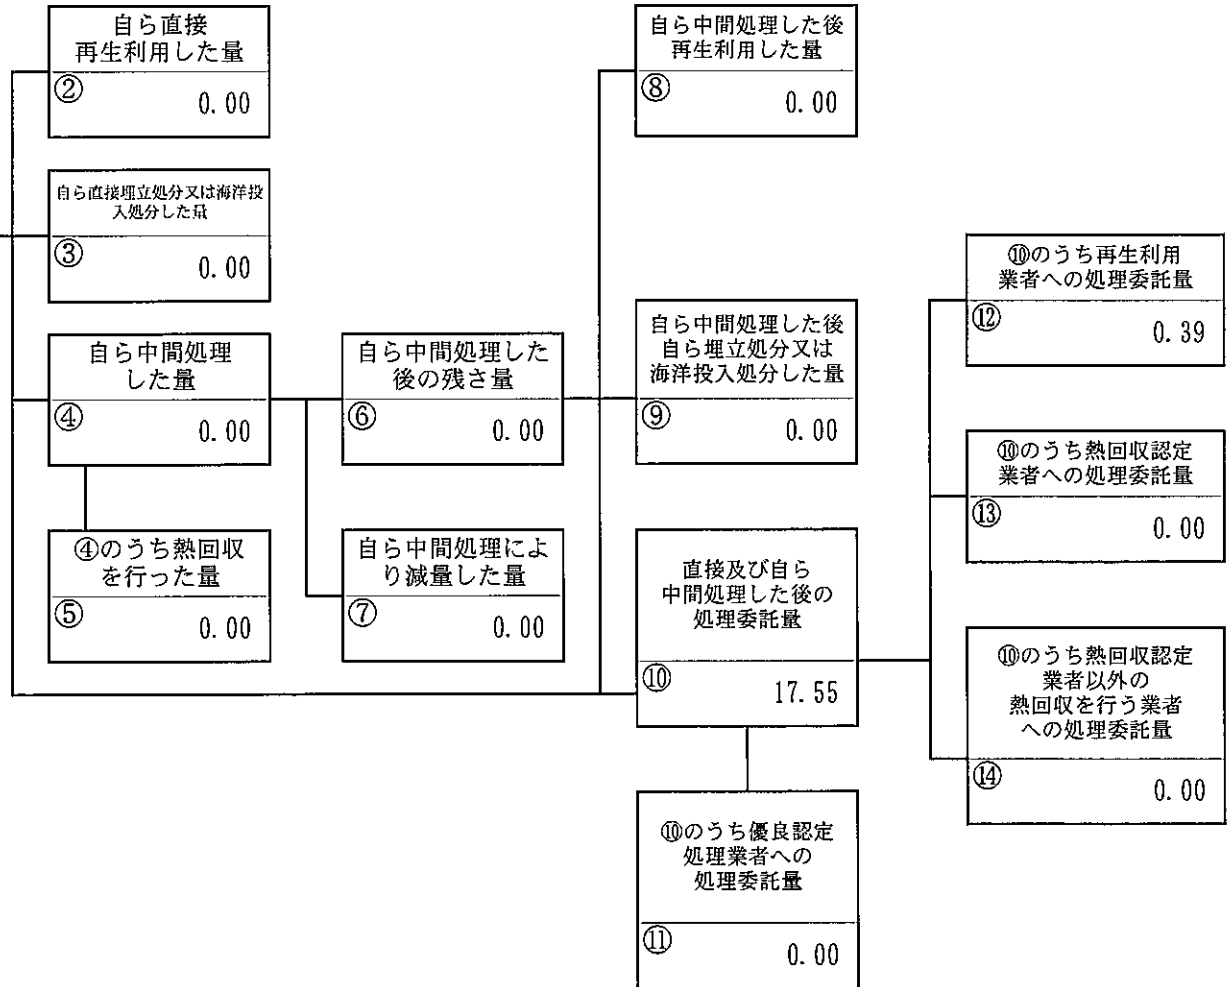 自ら直接
再生利用した量
②
0.00
自ら直接埋立処分又は海洋投
入処分した量
③
0.00
自ら中間処理
した量
④
0.00
④のうち熱回収
を行った量
⑤
0.00
自ら中間処理した
後の残さ量
⑥
0.00
自ら中間処理によ
り減量した量
⑦
0.00
自ら中間処理した後
再生利用した量
⑧
0.00
自ら中間処理した後
自ら埋立処分又は
海洋投入処分した量
⑨
0.00
直接及び自ら
中間処理した後の
処理委託量
⑩
17.55
⑩のうち優良認定
処理業者への
処理委託量
⑪
0.00
⑩のうち再生利用
業者への処理委託量
⑫
0.39
⑩のうち熱回収認定
業者への処理委託量
⑬
0.00
⑩のうち熱回収認定
業者以外の
熱回収を行う業者
への処理委託量
⑭
0.00